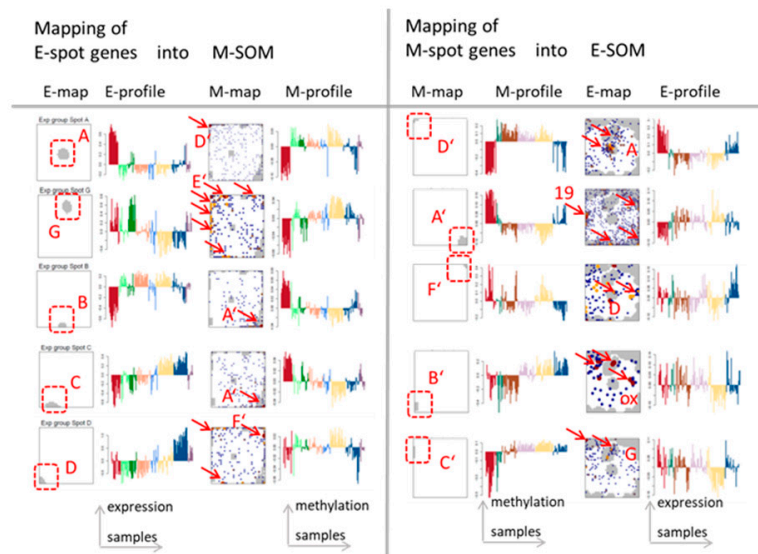 Mapping of
E-spot genes into M-SOM
E-map E-profile M-map M-profile
Exp group Spot A
A
D'
Exp group Spot G
G
E'
Exp group Spot B
B
A'
Exp group Spot C
C
A'
Exp group Spot D
D
F'
expression
samples
methylation
samples
Mapping of
M-spot genes into E-SOM
M-map M-profile E-map E-profile
D'
A
A'
19
F'
D
B'
ox
C'
G
methylation
samples
expression
samples